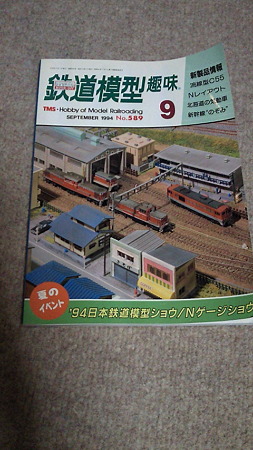 鉄道模型趣味
TMS・Hobby of Model Railroading
SEPTEMBER 1994 No.589
9
新製品情報
流線型C55
Nレイアウト
北海道の気動車
新幹線"のぞみ"
夏の
イベント
'94日本鉄道模型ショウ/Nゲージショウ